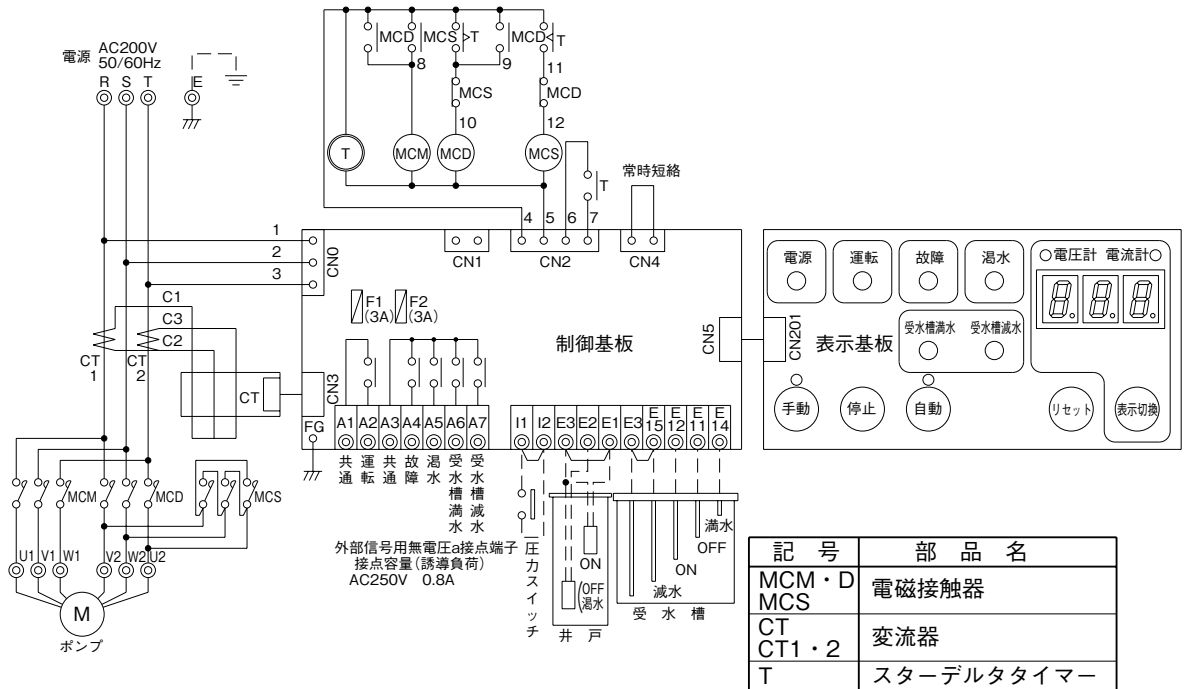 電源 AC200V
50/60Hz
R S T E
MCD MCS T MCD T
8 9 11
MCS MCD
10 12
T MCM MCD MCS
T
常時短絡
4 5 6 7
1
2
3
CN0
CN1 CN2 CN4
C1
C3
C2
CT
1
CT
2
CT
CN3
FG
F1
(3A)
F2
(3A)
制御基板
CN5
CN201
表示基板
電源 運転 故障 渇水
電圧計 電流計
8.8.8.
受水槽満水 受水槽減水
手動 停止 自動 リセット 表示切換
A1 A2 A3 A4 A5 A6 A7
共通 運転 共通 故障 渇水 受水槽満水 受水槽減水
I1 I2 E3 E2 E1 E3 E15 E12 E11 E14
外部信号用無電圧a接点端子
接点容量(誘導負荷)
AC250V 0.8A
圧力スイッチ
ON
OFF
渇水
井戸
満水
OFF
ON
減水
受水槽
MCM MCD MCS
U1 V1 W1 V2 W2 U2
M
ポンプ
記号 部品名
MCM・D
MCS
電磁接触器
CT
CT1・2
変流器
T スターデルタタイマー